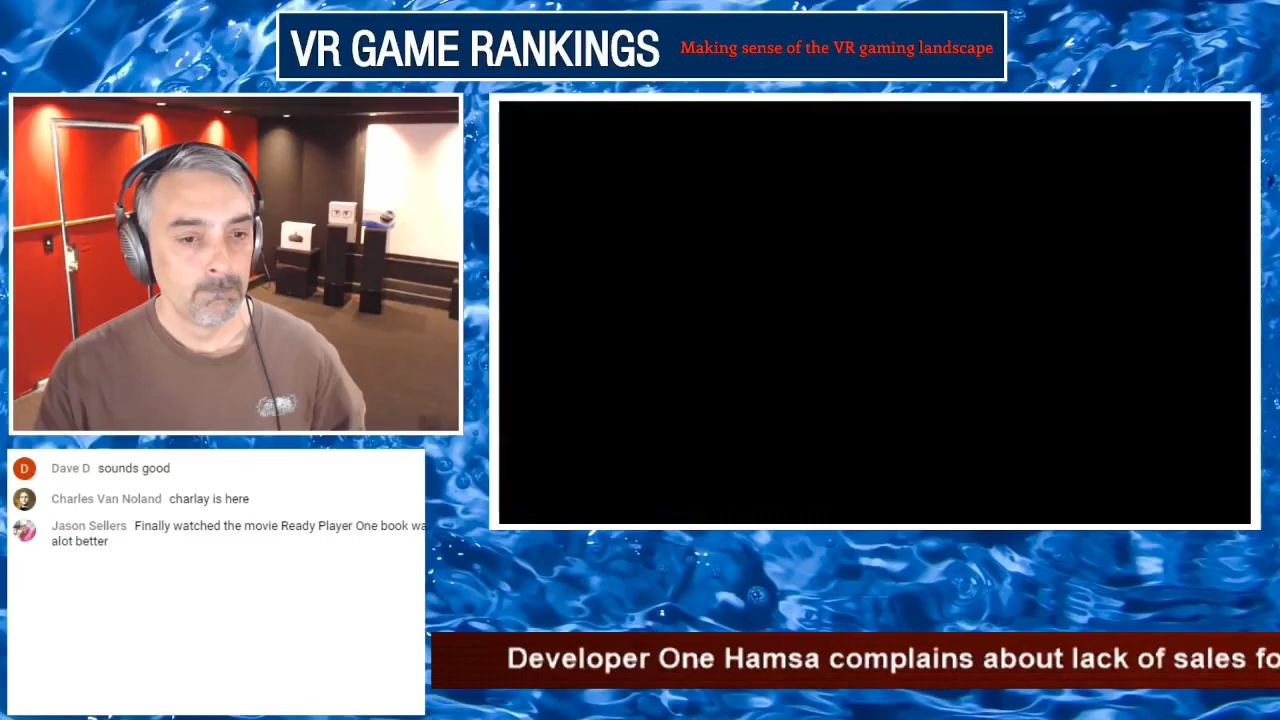 VR GAME RANKINGS Making sense of the VR gaming landscape
D Dave D sounds good
Charles Van Noland charlay is here
Jason Sellers Finally watched the movie Ready Player One book wa
alot better
Developer One Hamsa complains about lack of sales fo